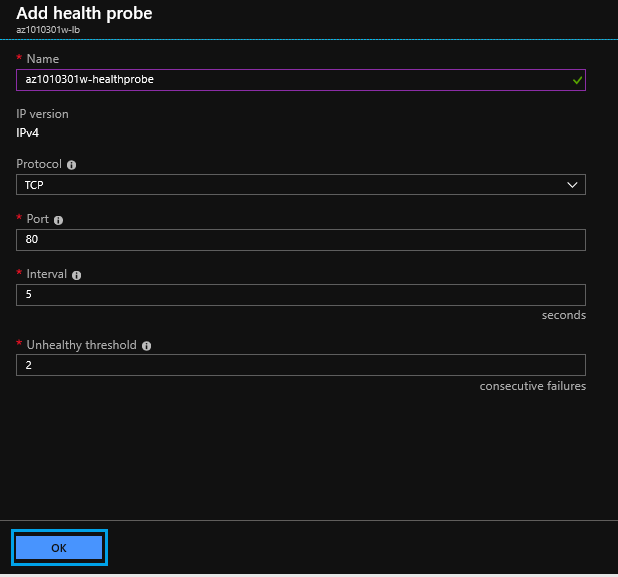 Add health probe
az1010301w-lb
* Name
az1010301w-healthprobe
IP version
IPv4
Protocol
TCP
* Port
80
* Interval
5
seconds
* Unhealthy threshold
2
consecutive failures
OK